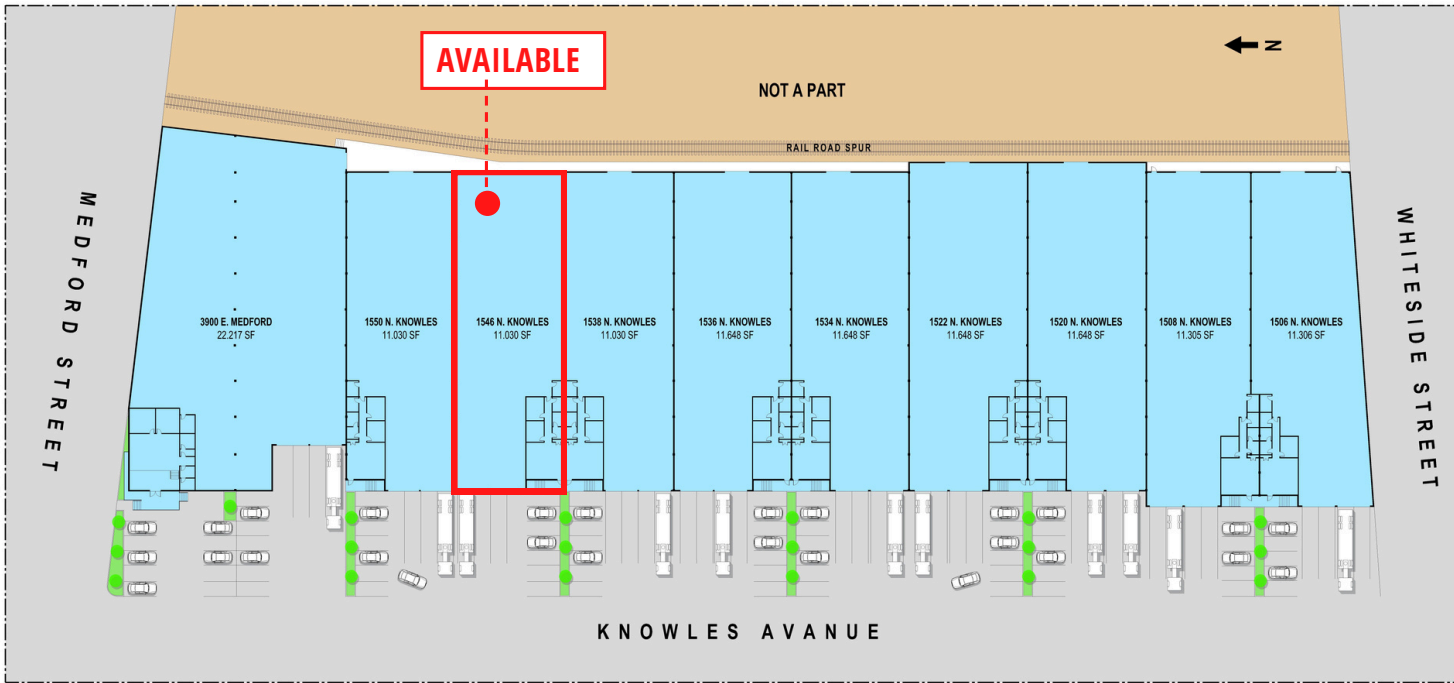 AVAILABLE
N
NOT A PART
RAIL ROAD SPUR
MEDFORD STREET
WHITESIDE STREET
3900 E. MEDFORD
22.217 SF
1550 N. KNOWLES
11.030 SF
1546 N. KNOWLES
11.030 SF
1538 N. KNOWLES
11.030 SF
1536 N. KNOWLES
11.648 SF
1534 N. KNOWLES
11.648 SF
1522 N. KNOWLES
11.648 SF
1520 N. KNOWLES
11.648 SF
1508 N. KNOWLES
11.305 SF
1506 N. KNOWLES
11.306 SF
KNOWLES AVANUE